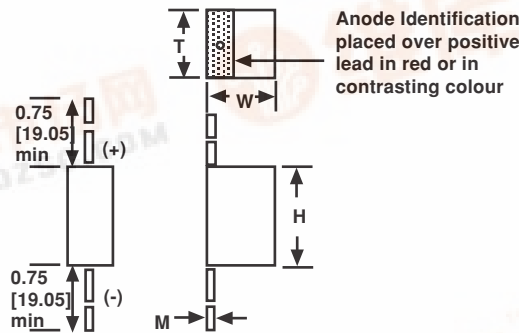 Anode Identification
placed over positive
lead in red or in
contrasting colour
T
W
0.75
[19.05]
min
(+)
H
0.75
[19.05]
min
(-)
M